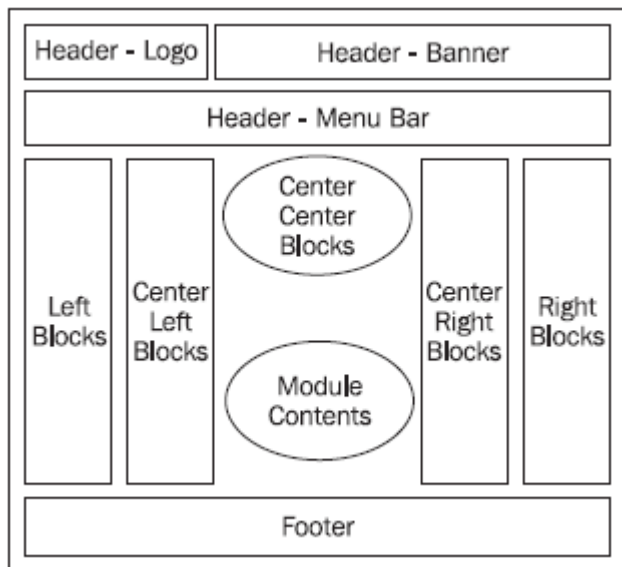 Header - Logo
Header - Banner
Header - Menu Bar
Left
Blocks
Center
Left
Blocks
Center
Center
Blocks
Module
Contents
Center
Right
Blocks
Right
Blocks
Footer